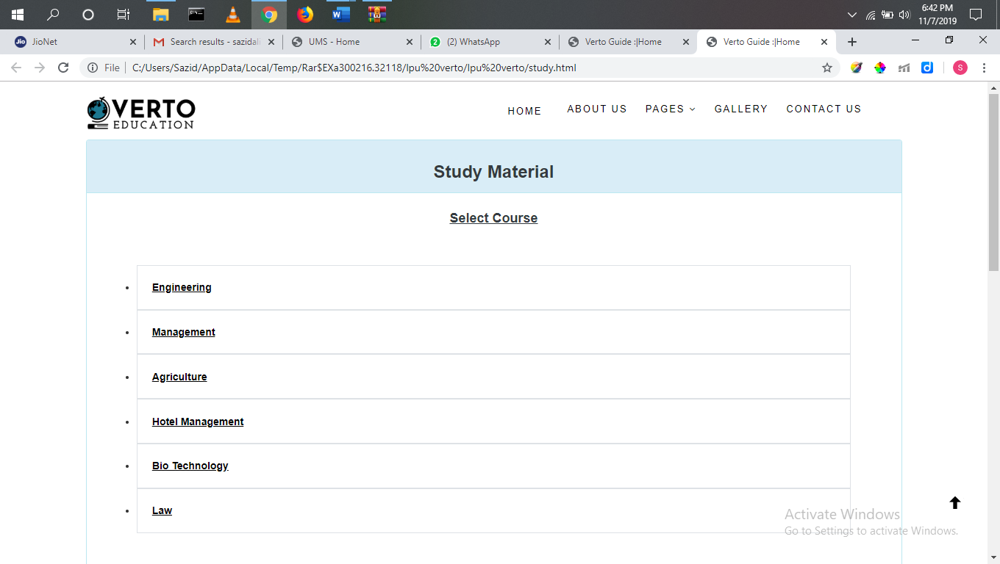 6:42 PM
11/7/2019
Jio JioNet
Search results - sazidali
UMS - Home
2 (2) WhatsApp
Verto Guide :|Home
Verto Guide :|Home
File | C:/Users/Sazid/AppData/Local/Temp/Rar$EXa300216.32118/lpu%20verto/lpu%20verto/study.html
S
VERTO
EDUCATION
HOME ABOUT US PAGES GALLERY CONTACT US
Study Material
Select Course
• Engineering
• Management
• Agriculture
• Hotel Management
• Bio Technology
• Law
Activate Windows
Go to Settings to activate Windows.